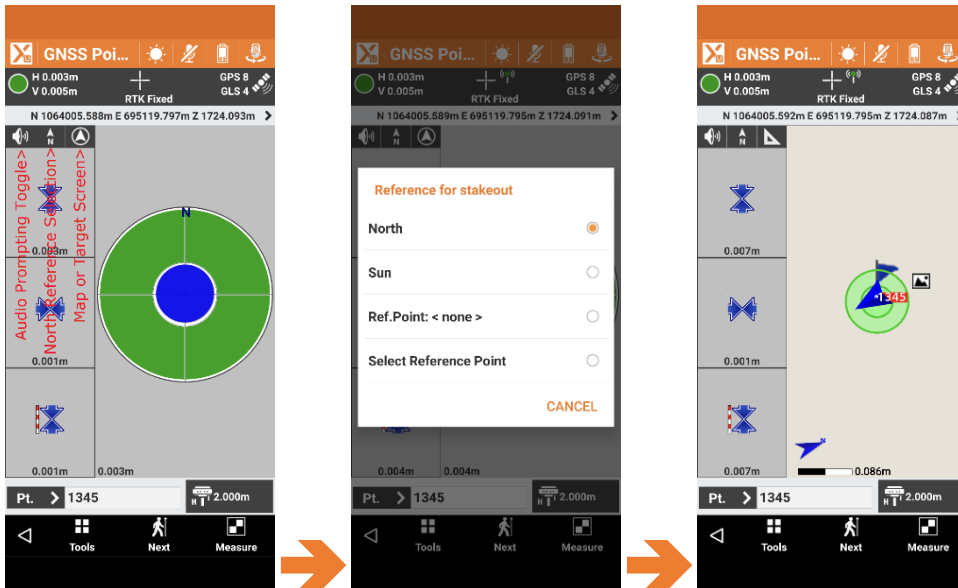 GNSS Poi...
H 0.003m
V 0.005m
RTK Fixed
GPS 8
GLS 4
N 1064005.588m E 695119.797m Z 1724.093m >
N
Audio Prompting Toggle>
North Reference Selection>
Map or Target Screen>
N
0.003m
0.001m
0.001m
0.003m
Pt. > 1345
H 2.000m
Tools
Next
Measure
GNSS Poi...
H 0.003m
V 0.005m
RTK Fixed
GPS 8
GLS 4
N 1064005.589m E 695119.795m Z 1724.091m >
N
Reference for stakeout
North
Sun
Ref.Point: < none >
Select Reference Point
CANCEL
0.004m
0.004m
Pt. > 1345
H 2.000m
Tools
Next
Measure
GNSS Poi...
H 0.003m
V 0.005m
RTK Fixed
GPS 8
GLS 4
N 1064005.592m E 695119.795m Z 1724.087m
N
0.007m
1345
0.001m
N
0.007m
0.086m
Pt. > 1345
H 2.000m
Tools
Next
Measure